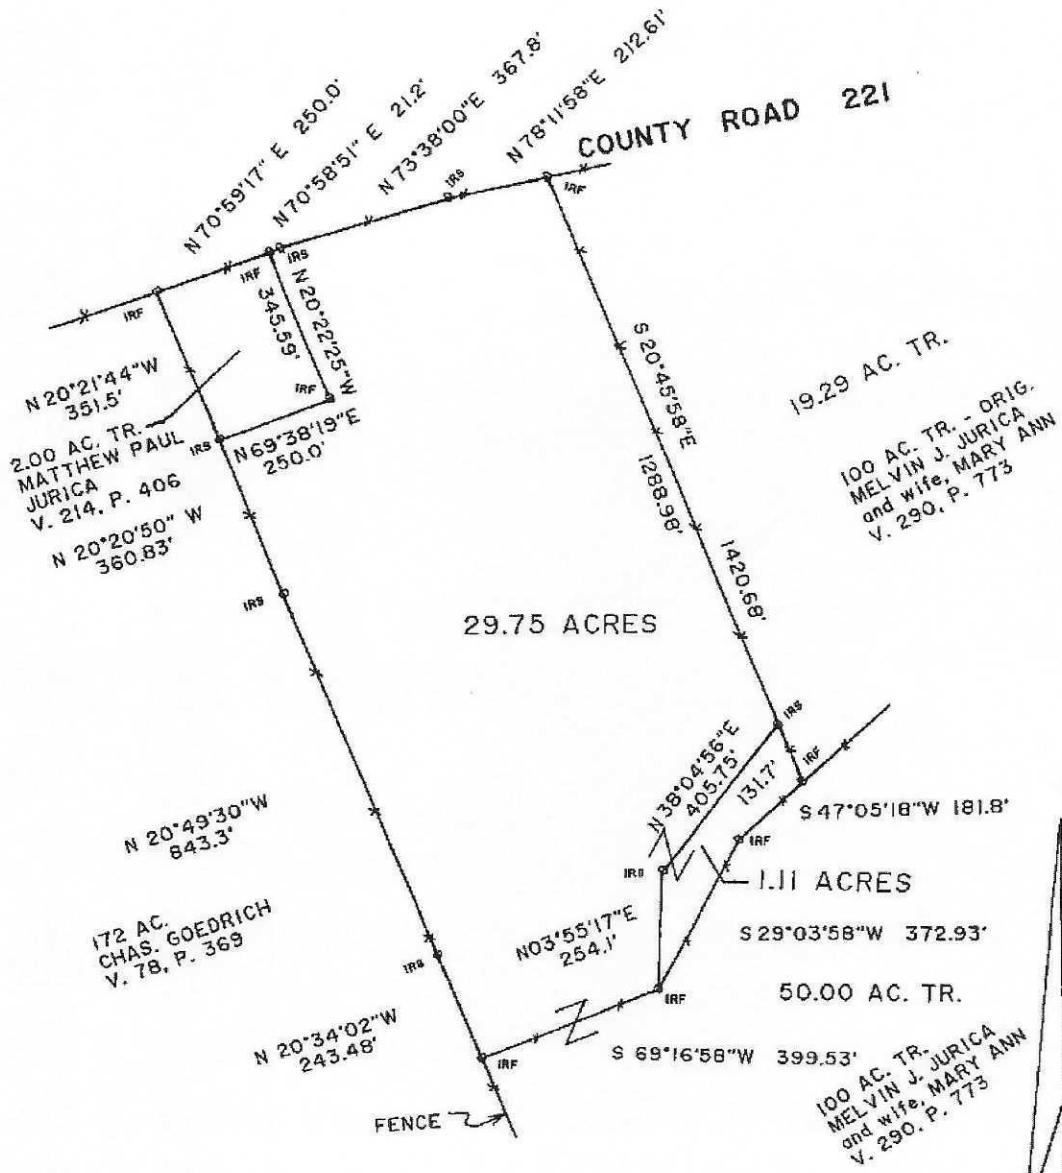 N 70°59'17" E 250.0'
N 70°58'51" E 21.2'
N 73°38'00"E 367.8'
N 78°11'58"E 212.61'
COUNTY ROAD 221
IRS
IRF
IRF
IRS
IRF
N 20°22'25"W
345.59'
IRF
N 20°21'44"W
351.5'
2.00 AC. TR.
MATTHEW PAUL
JURICA
V. 214, P. 406
IRS
N 69°38'19"E
250.0'
S 20°45'58"E
1288.98'
1420.68'
19.29 AC. TR.
100 AC. TR. - ORIG.
MELVIN J. JURICA
and wife, MARY ANN
V. 290, P. 773
N 20°20'50" W
360.83'
IRS
29.75 ACRES
IRS
N 38°04'56"E
405.75'
131.7'
IRF
S 47°05'18"W 181.8'
IRF
IRS
1.11 ACRES
N 20°49'30"W
843.3'
172 AC.
CHAS. GOEDRICH
V. 78, P. 369
IRS
N03°55'17"E
254.1'
S 29°03'58"W 372.93'
IRF
50.00 AC. TR.
N 20°34'02"W
243.48'
IRF
S 69°16'58"W 399.53'
100 AC. TR.
MELVIN J. JURICA
and wife, MARY ANN
V. 290, P. 773
FENCE